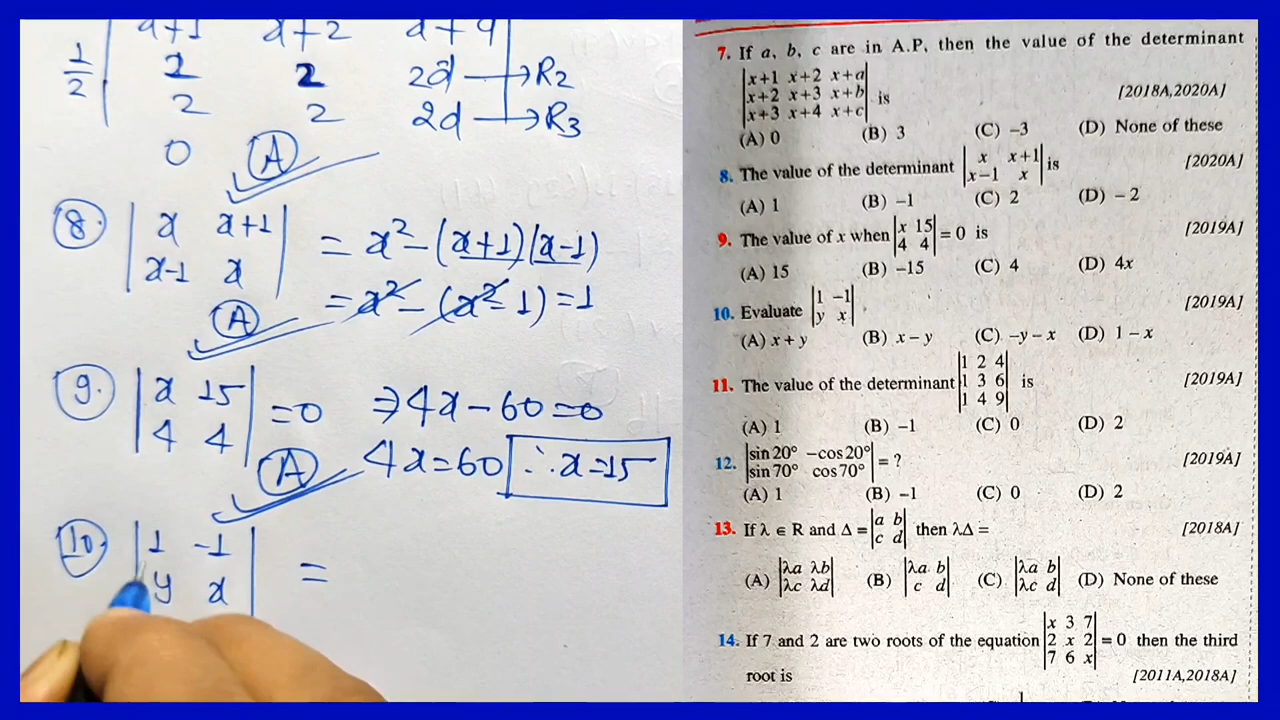 x+1 x+2 x+a
1/2 2 2 2d → R2
2 2 2d → R3
0 (A)
(8) |x x+1| = x² - (x+1)(x-1)
|x-1 x| = x² - (x² - 1) = 1
(A)
(9.) |x 15| = 0 ⇒ 4x - 60 = 0
|4 4| 4x = 60 ∴ x = 15
(A)
(10) |1 -1| =
|y x|
7. If a, b, c are in A.P, then the value of the determinant
|x+1 x+2 x+a|
|x+2 x+3 x+b| is [2018A,2020A]
|x+3 x+4 x+c|
(A) 0 (B) 3 (C) −3 (D) None of these
8. The value of the determinant |x x+1| is [2020A]
|x−1 x|
(A) 1 (B) −1 (C) 2 (D) − 2
9. The value of x when |x 15| = 0 is [2019A]
|4 4|
(A) 15 (B) −15 (C) 4 (D) 4x
10. Evaluate |1 −1| [2019A]
|y x|
(A) x + y (B) x − y (C) −y − x (D) 1 − x
|1 2 4|
11. The value of the determinant |1 3 6| is [2019A]
|1 4 9|
(A) 1 (B) −1 (C) 0 (D) 2
12. |sin 20° −cos 20°| = ? [2019A]
|sin 70° cos 70°|
(A) 1 (B) −1 (C) 0 (D) 2
13. If λ ∈ R and Δ = |a b| then λΔ = [2018A]
|c d|
(A) |λa λb| (B) |λa b| (C) |λa b| (D) None of these
|λc λd| |c d| |λc d|
|x 3 7|
14. If 7 and 2 are two roots of the equation |2 x 2| = 0 then the third
|7 6 x|
root is [2011A,2018A]